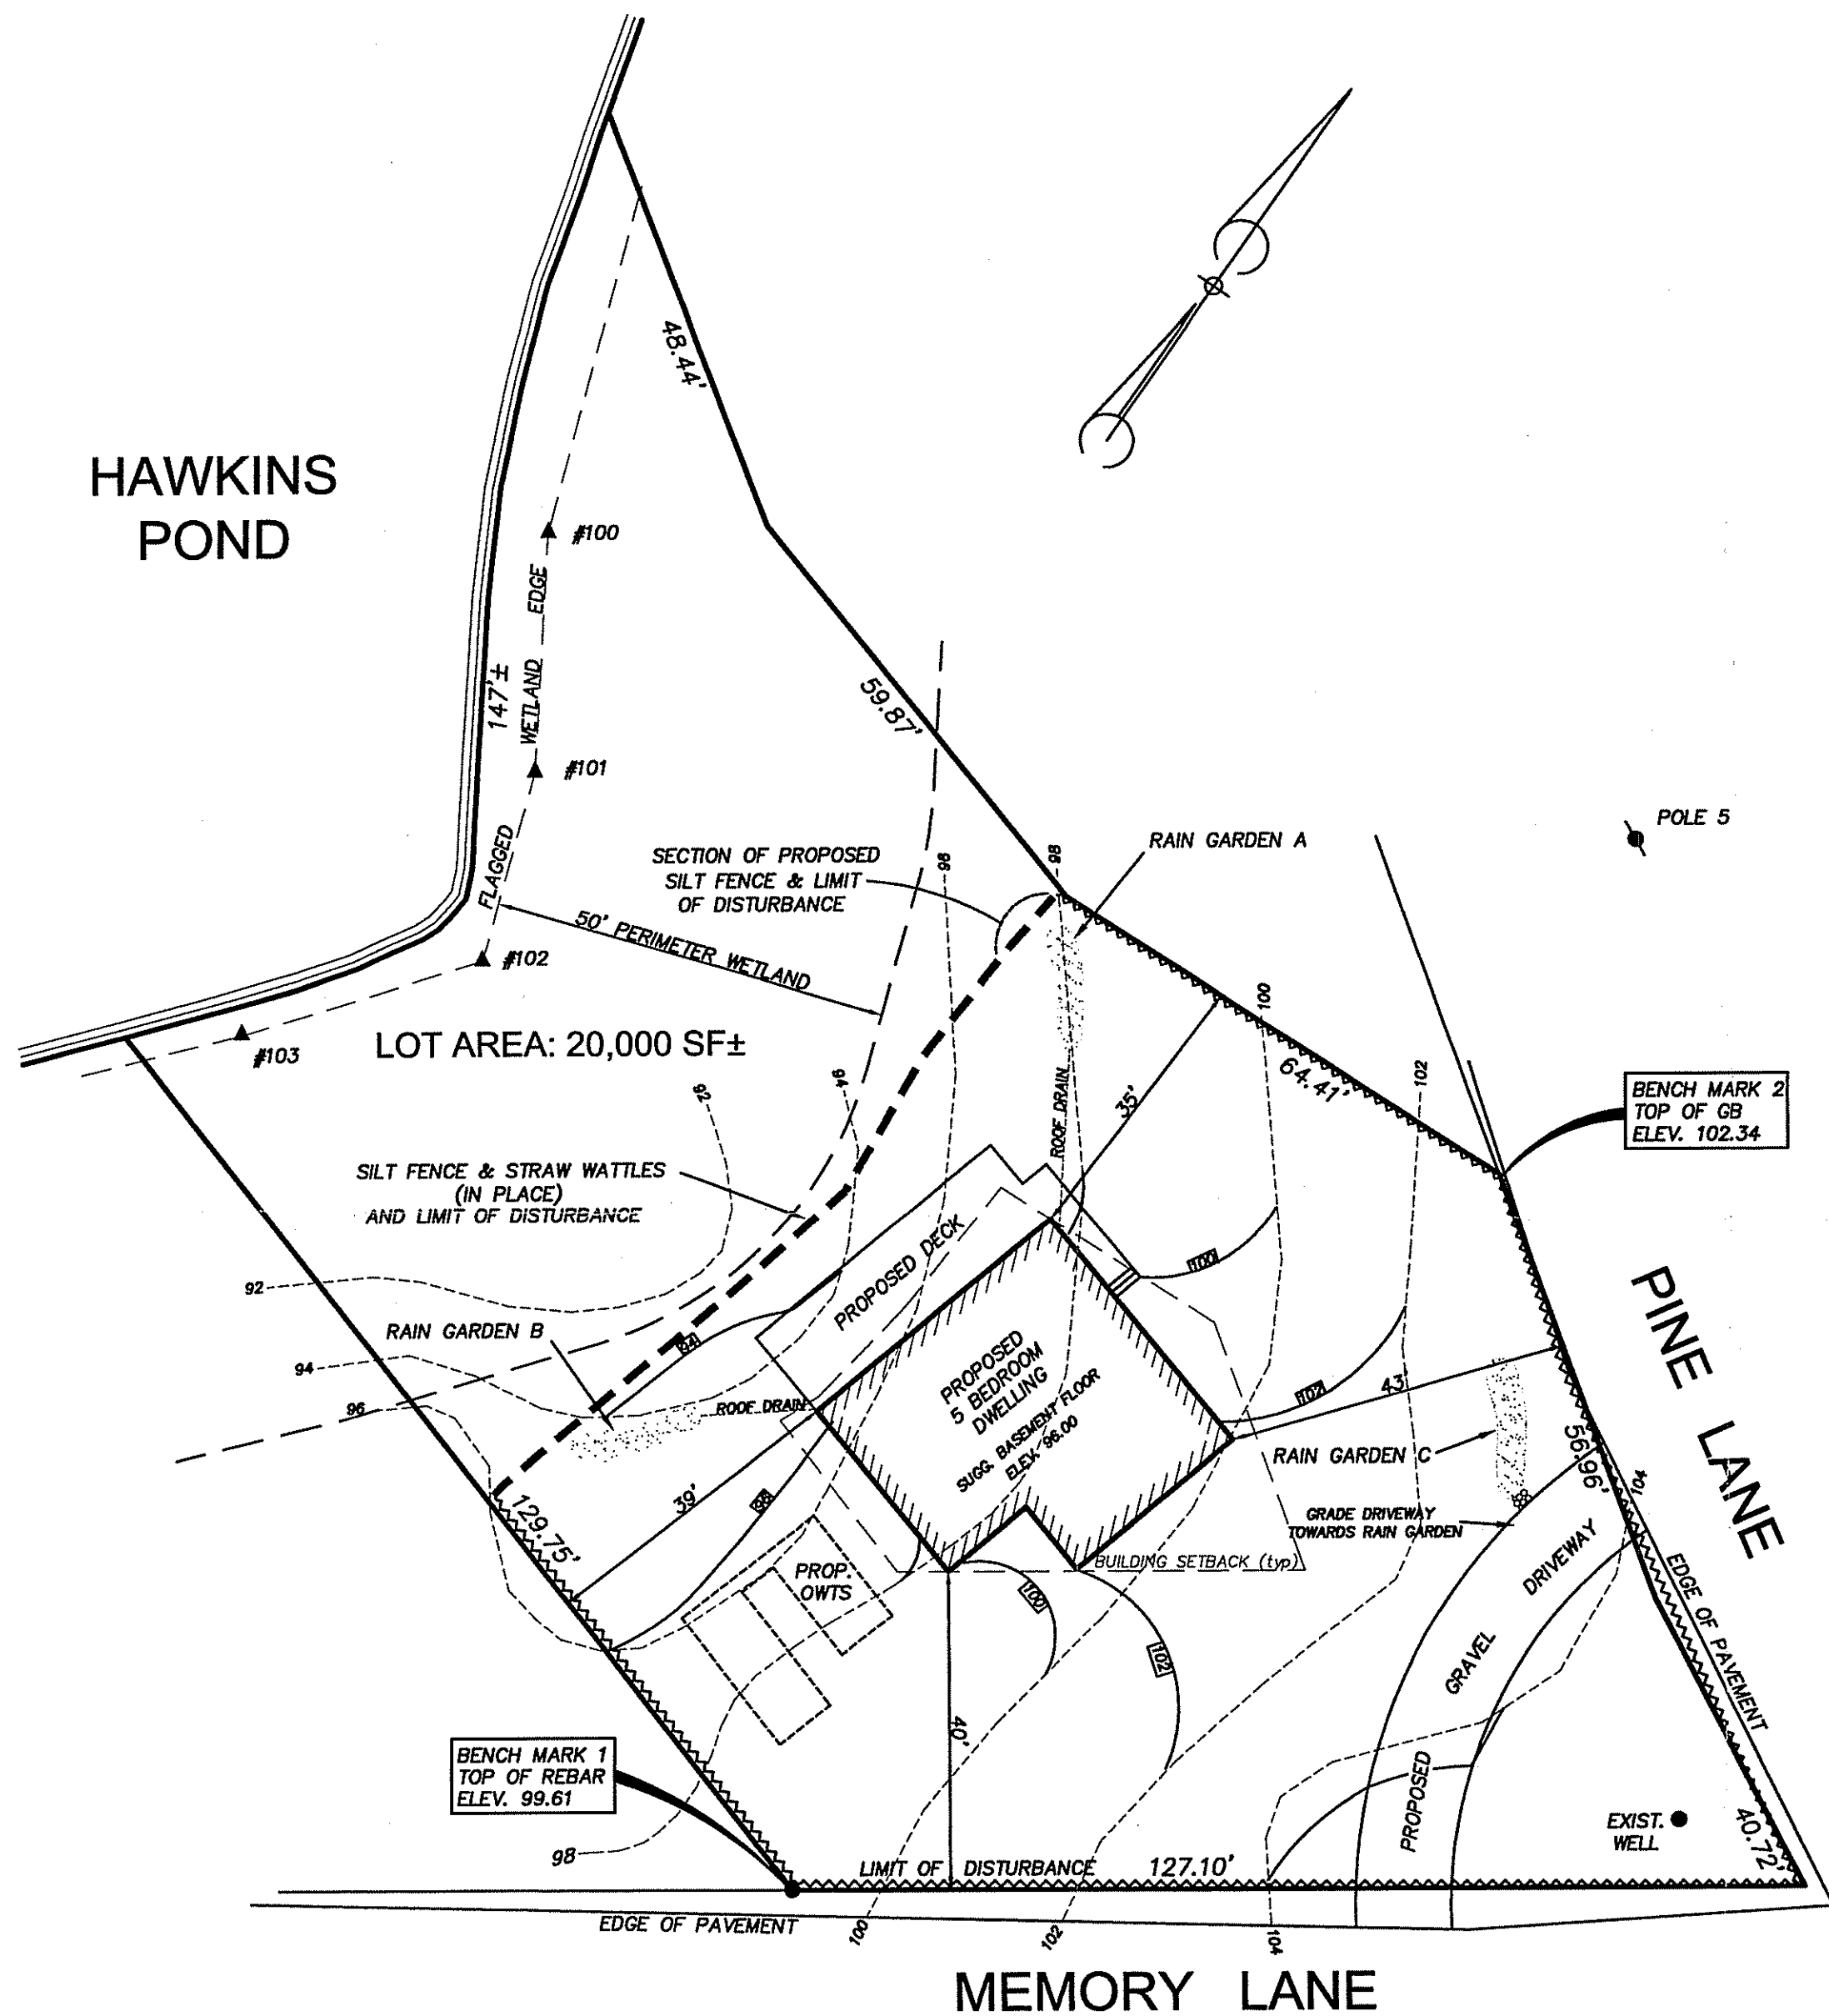 HAWKINS
POND
48.44'
#100
WETLAND EDGE
147'±
59.87'
FLAGGED
#101
#102
#103
50' PERIMETER WETLAND
SECTION OF PROPOSED
SILT FENCE & LIMIT
OF DISTURBANCE
96
98
RAIN GARDEN A
POLE 5
LOT AREA: 20,000 SF±
92
94
ROOF DRAIN
35'
100
64.41'
102
BENCH MARK 2
TOP OF GB
ELEV. 102.34
SILT FENCE & STRAW WATTLES
(IN PLACE)
AND LIMIT OF DISTURBANCE
PROPOSED DECK
100
92
RAIN GARDEN B
94
94
96
ROOF DRAIN
PROPOSED
5 BEDROOM
DWELLING
SUGG. BASEMENT FLOOR
ELEV. 96.00
102
43'
PINE LANE
RAIN GARDEN C
56.96'
104
GRADE DRIVEWAY
TOWARDS RAIN GARDEN
129.75'
39'
98
PROP.
OWTS
BUILDING SETBACK (typ)
100
102
40'
PROPOSED GRAVEL DRIVEWAY
EDGE OF PAVEMENT
BENCH MARK 1
TOP OF REBAR
ELEV. 99.61
98
EXIST.
WELL
40.72'
LIMIT OF DISTURBANCE 127.10'
EDGE OF PAVEMENT
100
102
104
MEMORY LANE